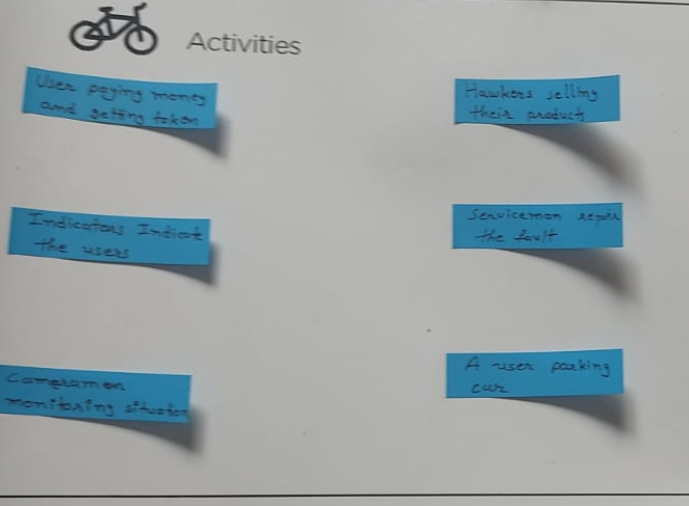 Activities
User paying money
and getting token
Hawkers selling
their products
Indicators Indicate
the users
Serviceman repair
the fault
Cameraman
monitoring situation
A user parking
car